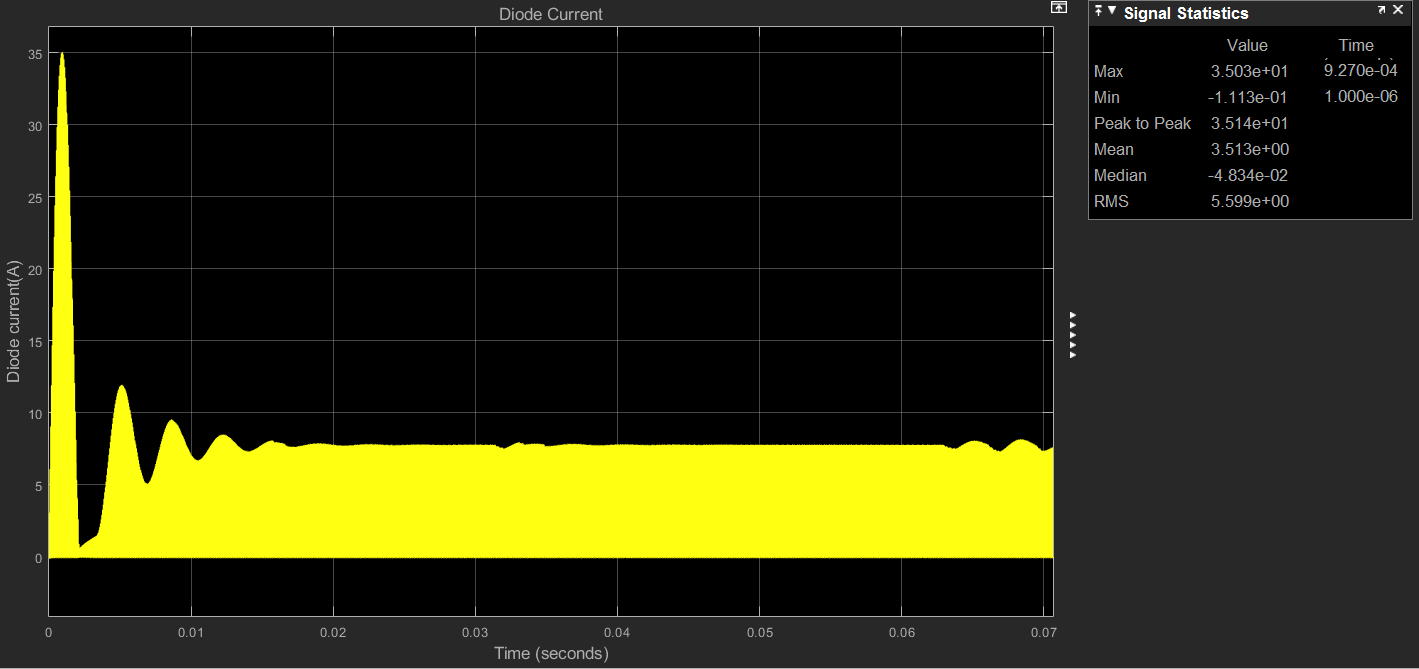 Diode Current
Signal Statistics
Value Time
Max 3.503e+01 9.270e-04
Min -1.113e-01 1.000e-06
Peak to Peak 3.514e+01
Mean 3.513e+00
Median -4.834e-02
RMS 5.599e+00
Diode current(A)
35
30
25
20
15
10
5
0
0 0.01 0.02 0.03 0.04 0.05 0.06 0.07
Time (seconds)